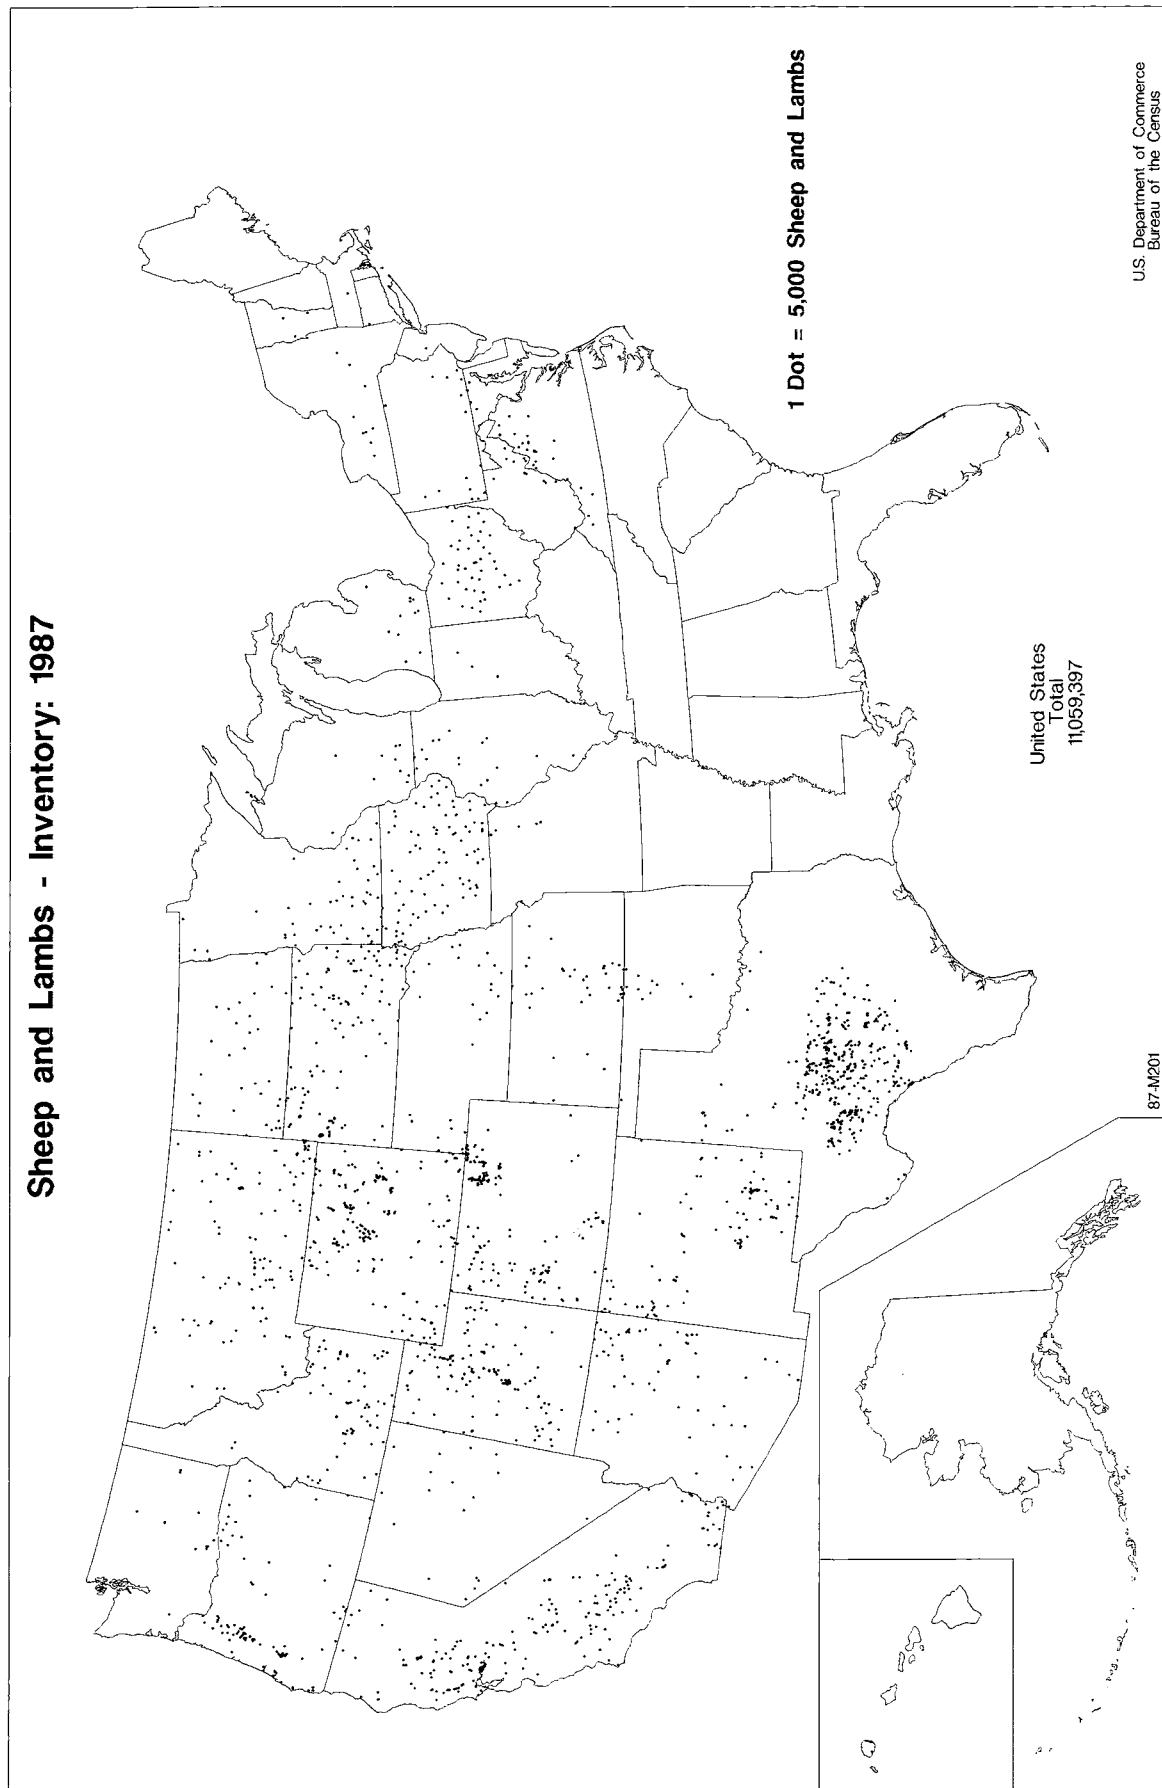 Sheep and Lambs - Inventory: 1987
1 Dot = 5,000 Sheep and Lambs
United States
Total
11,059,397
87-M201
U.S. Department of Commerce
Bureau of the Census